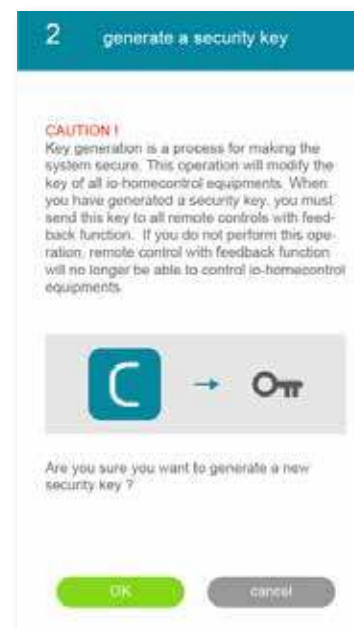 2 generate a security key
CAUTION !
Key generation is a process for making the
system secure. This operation will modify the
key of all io-homecontrol equipments. When
you have generated a security key, you must
send this key to all remote controls with feed-
back function. If you do not perform this ope-
ration, remote control with feedback function
will no longer be able to control io-homecontrol
equipments.
Are you sure you want to generate a new
security key ?
OK cancel